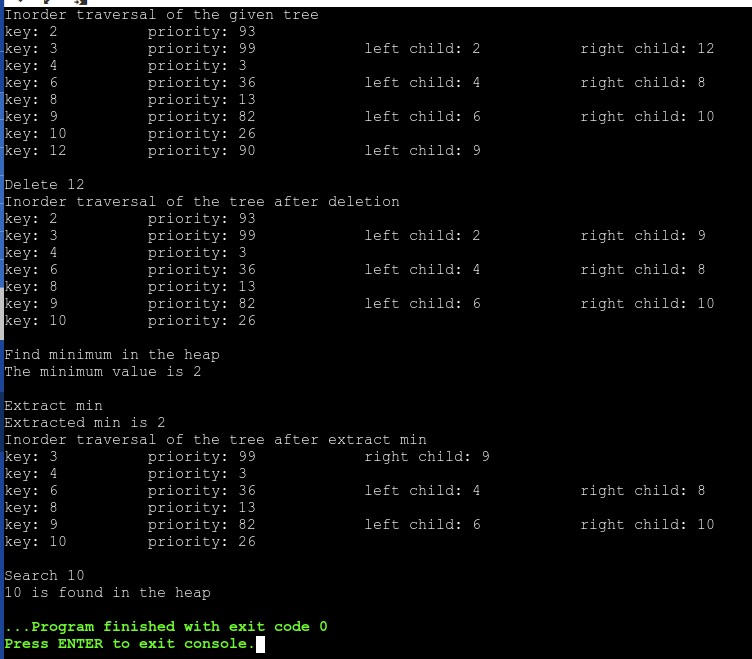 Inorder traversal of the given tree
key: 2          priority: 93
key: 3          priority: 99            left child: 2           right child: 12
key: 4          priority: 3
key: 6          priority: 36            left child: 4           right child: 8
key: 8          priority: 13
key: 9          priority: 82            left child: 6           right child: 10
key: 10         priority: 26
key: 12         priority: 90            left child: 9

Delete 12
Inorder traversal of the tree after deletion
key: 2          priority: 93
key: 3          priority: 99            left child: 2           right child: 9
key: 4          priority: 3
key: 6          priority: 36            left child: 4           right child: 8
key: 8          priority: 13
key: 9          priority: 82            left child: 6           right child: 10
key: 10         priority: 26

Find minimum in the heap
The minimum value is 2

Extract min
Extracted min is 2
Inorder traversal of the tree after extract min
key: 3          priority: 99            right child: 9
key: 4          priority: 3
key: 6          priority: 36            left child: 4           right child: 8
key: 8          priority: 13
key: 9          priority: 82            left child: 6           right child: 10
key: 10         priority: 26

Search 10
10 is found in the heap

...Program finished with exit code 0
Press ENTER to exit console.